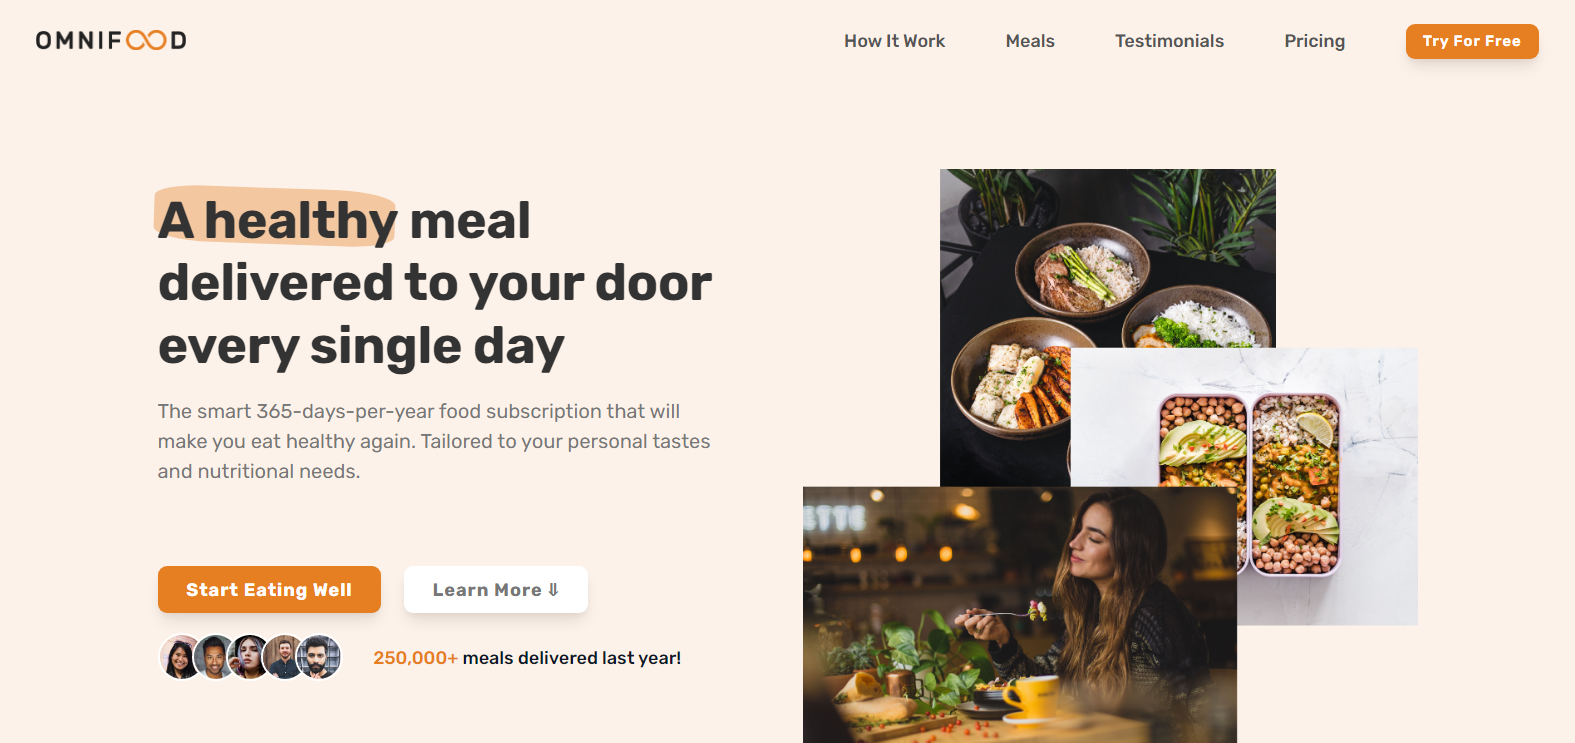 OMNIFOOD
How It Work
Meals
Testimonials
Pricing
Try For Free
A healthy meal
delivered to your door
every single day
The smart 365-days-per-year food subscription that will
make you eat healthy again. Tailored to your personal tastes
and nutritional needs.
Start Eating Well
Learn More ⇓
250,000+ meals delivered last year!